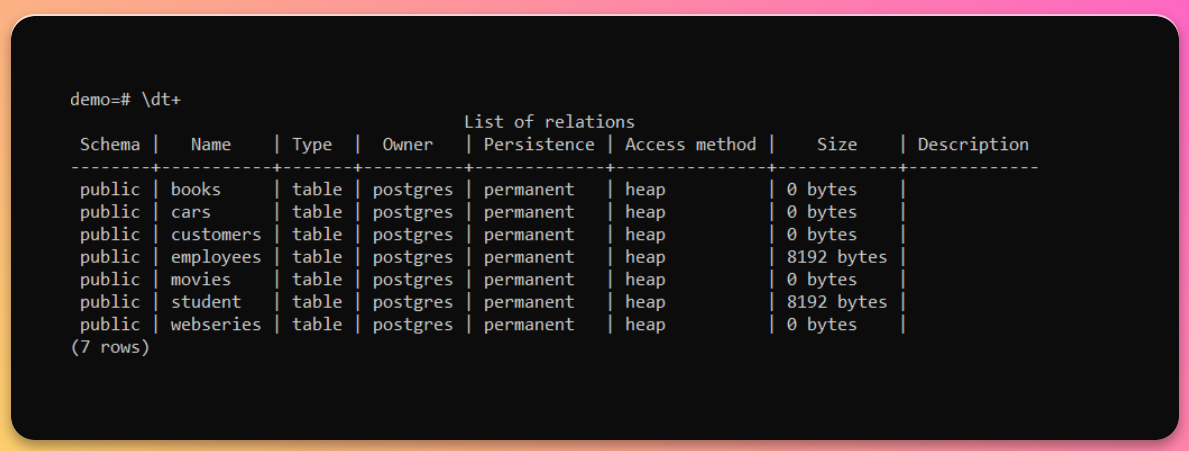 demo=# \dt+
                                       List of relations
 Schema |   Name    | Type  |  Owner   | Persistence | Access method |    Size    | Description
--------+-----------+-------+----------+-------------+---------------+------------+-------------
 public | books     | table | postgres | permanent   | heap          | 0 bytes    |
 public | cars      | table | postgres | permanent   | heap          | 0 bytes    |
 public | customers | table | postgres | permanent   | heap          | 0 bytes    |
 public | employees | table | postgres | permanent   | heap          | 8192 bytes |
 public | movies    | table | postgres | permanent   | heap          | 0 bytes    |
 public | student   | table | postgres | permanent   | heap          | 8192 bytes |
 public | webseries | table | postgres | permanent   | heap          | 0 bytes    |
(7 rows)